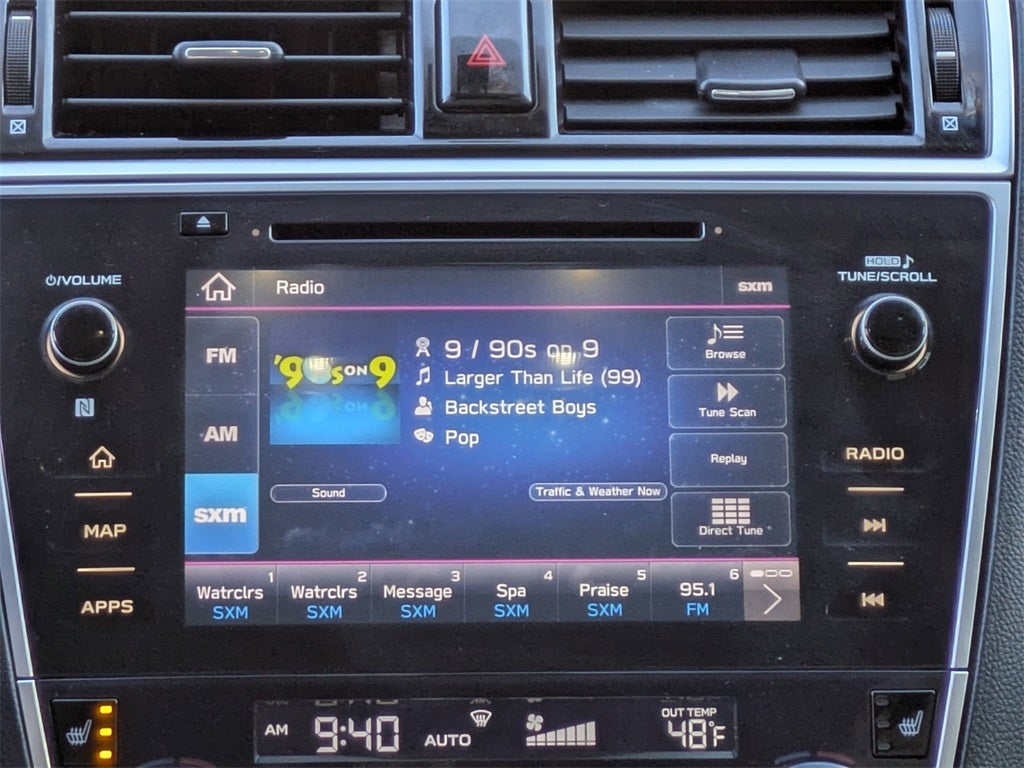 ⏻/VOLUME
HOLD ♪
TUNE/SCROLL
Radio
sxm
FM
AM
sxm
'90s ON 9
9 / 90s on 9
Larger Than Life (99)
Backstreet Boys
Pop
Sound
Traffic & Weather Now
Browse
Tune Scan
Replay
Direct Tune
1
Watrclrs
SXM
2
Watrclrs
SXM
3
Message
SXM
4
Spa
SXM
5
Praise
SXM
6
95.1
FM
N
MAP
APPS
RADIO
AM 9:40
AUTO
OUT TEMP
48°F